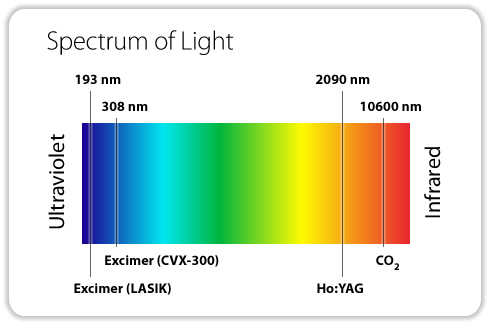 Spectrum of Light
193 nm
2090 nm
308 nm
10600 nm
Ultraviolet
Infrared
Excimer (CVX-300)
CO₂
Excimer (LASIK)
Ho:YAG